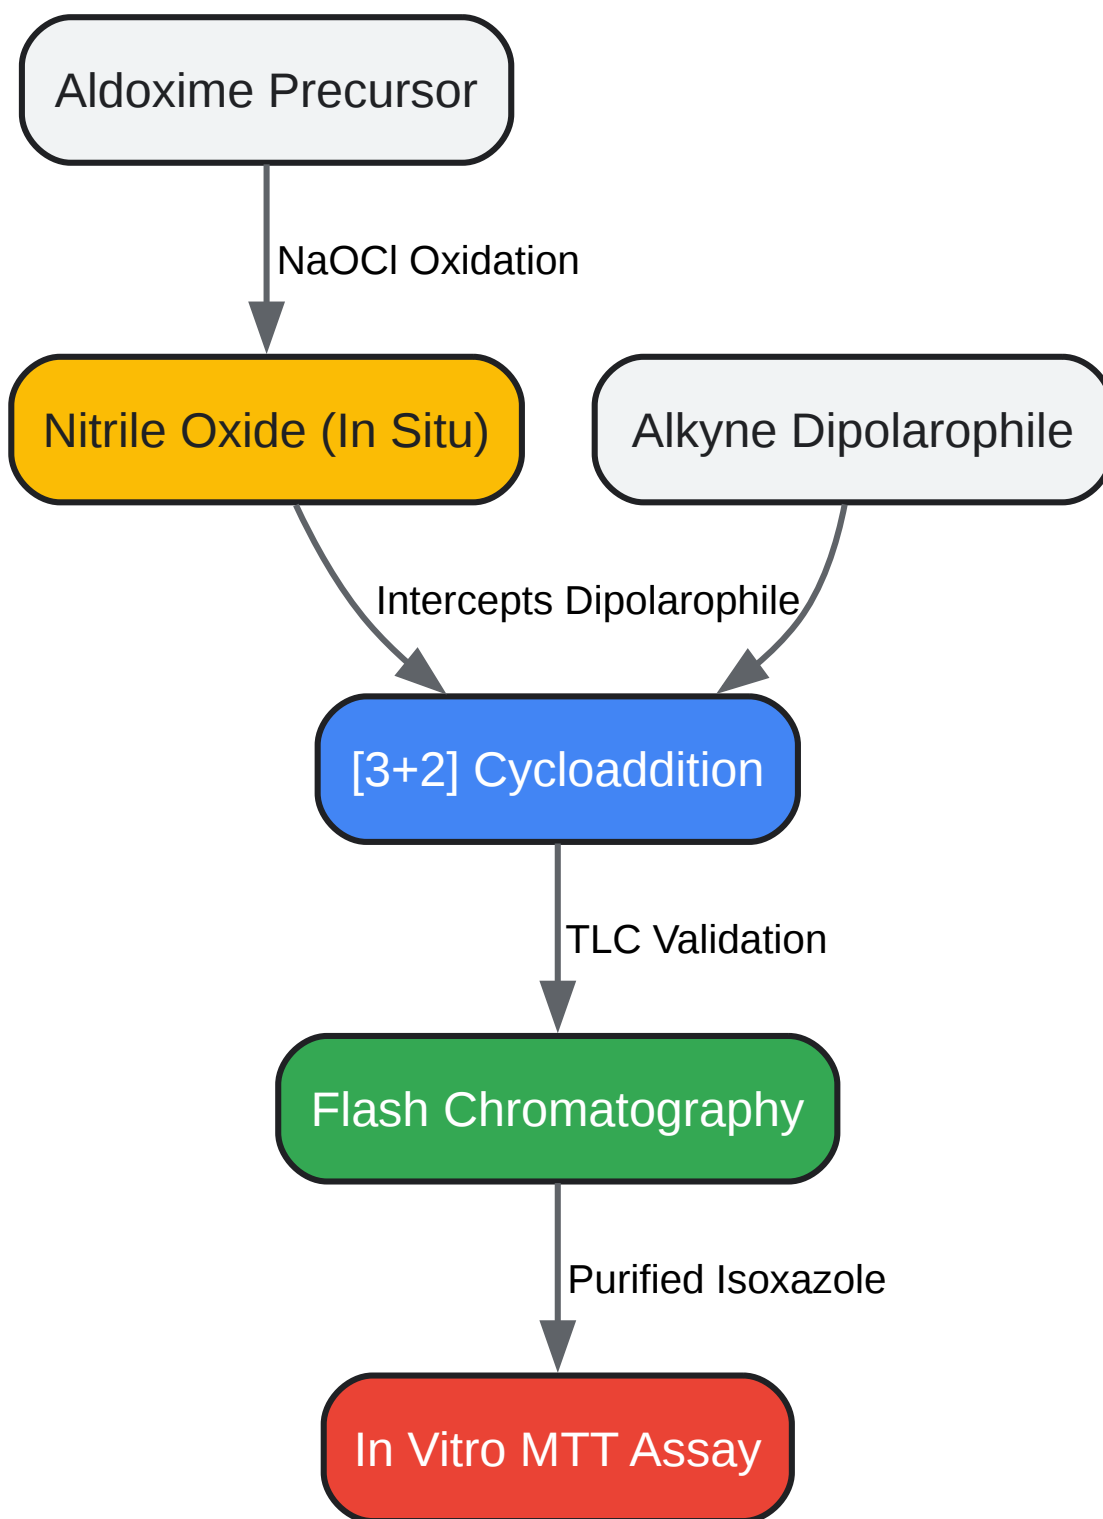 Aldoxime Precursor
NaOCl Oxidation
Nitrile Oxide (In Situ)
Alkyne Dipolarophile
Intercepts Dipolarophile
[3+2] Cycloaddition
TLC Validation
Flash Chromatography
Purified Isoxazole
In Vitro MTT Assay